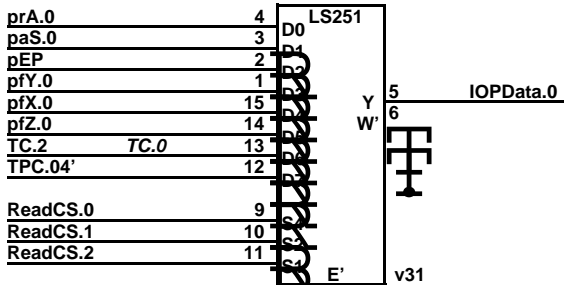 prA.0 4 LS251
D0
paS.0 3
D1
pEP 2
D2
pfY.0 1
D3
pfX.0 15 Y 5 IOPData.0
D4
pfZ.0 14 W' 6
D5
TC.2 TC.0 13
D6
TPC.04' 12
D7
ReadCS.0 9
S4
ReadCS.1 10
S2
ReadCS.2 11
S1
E' v31